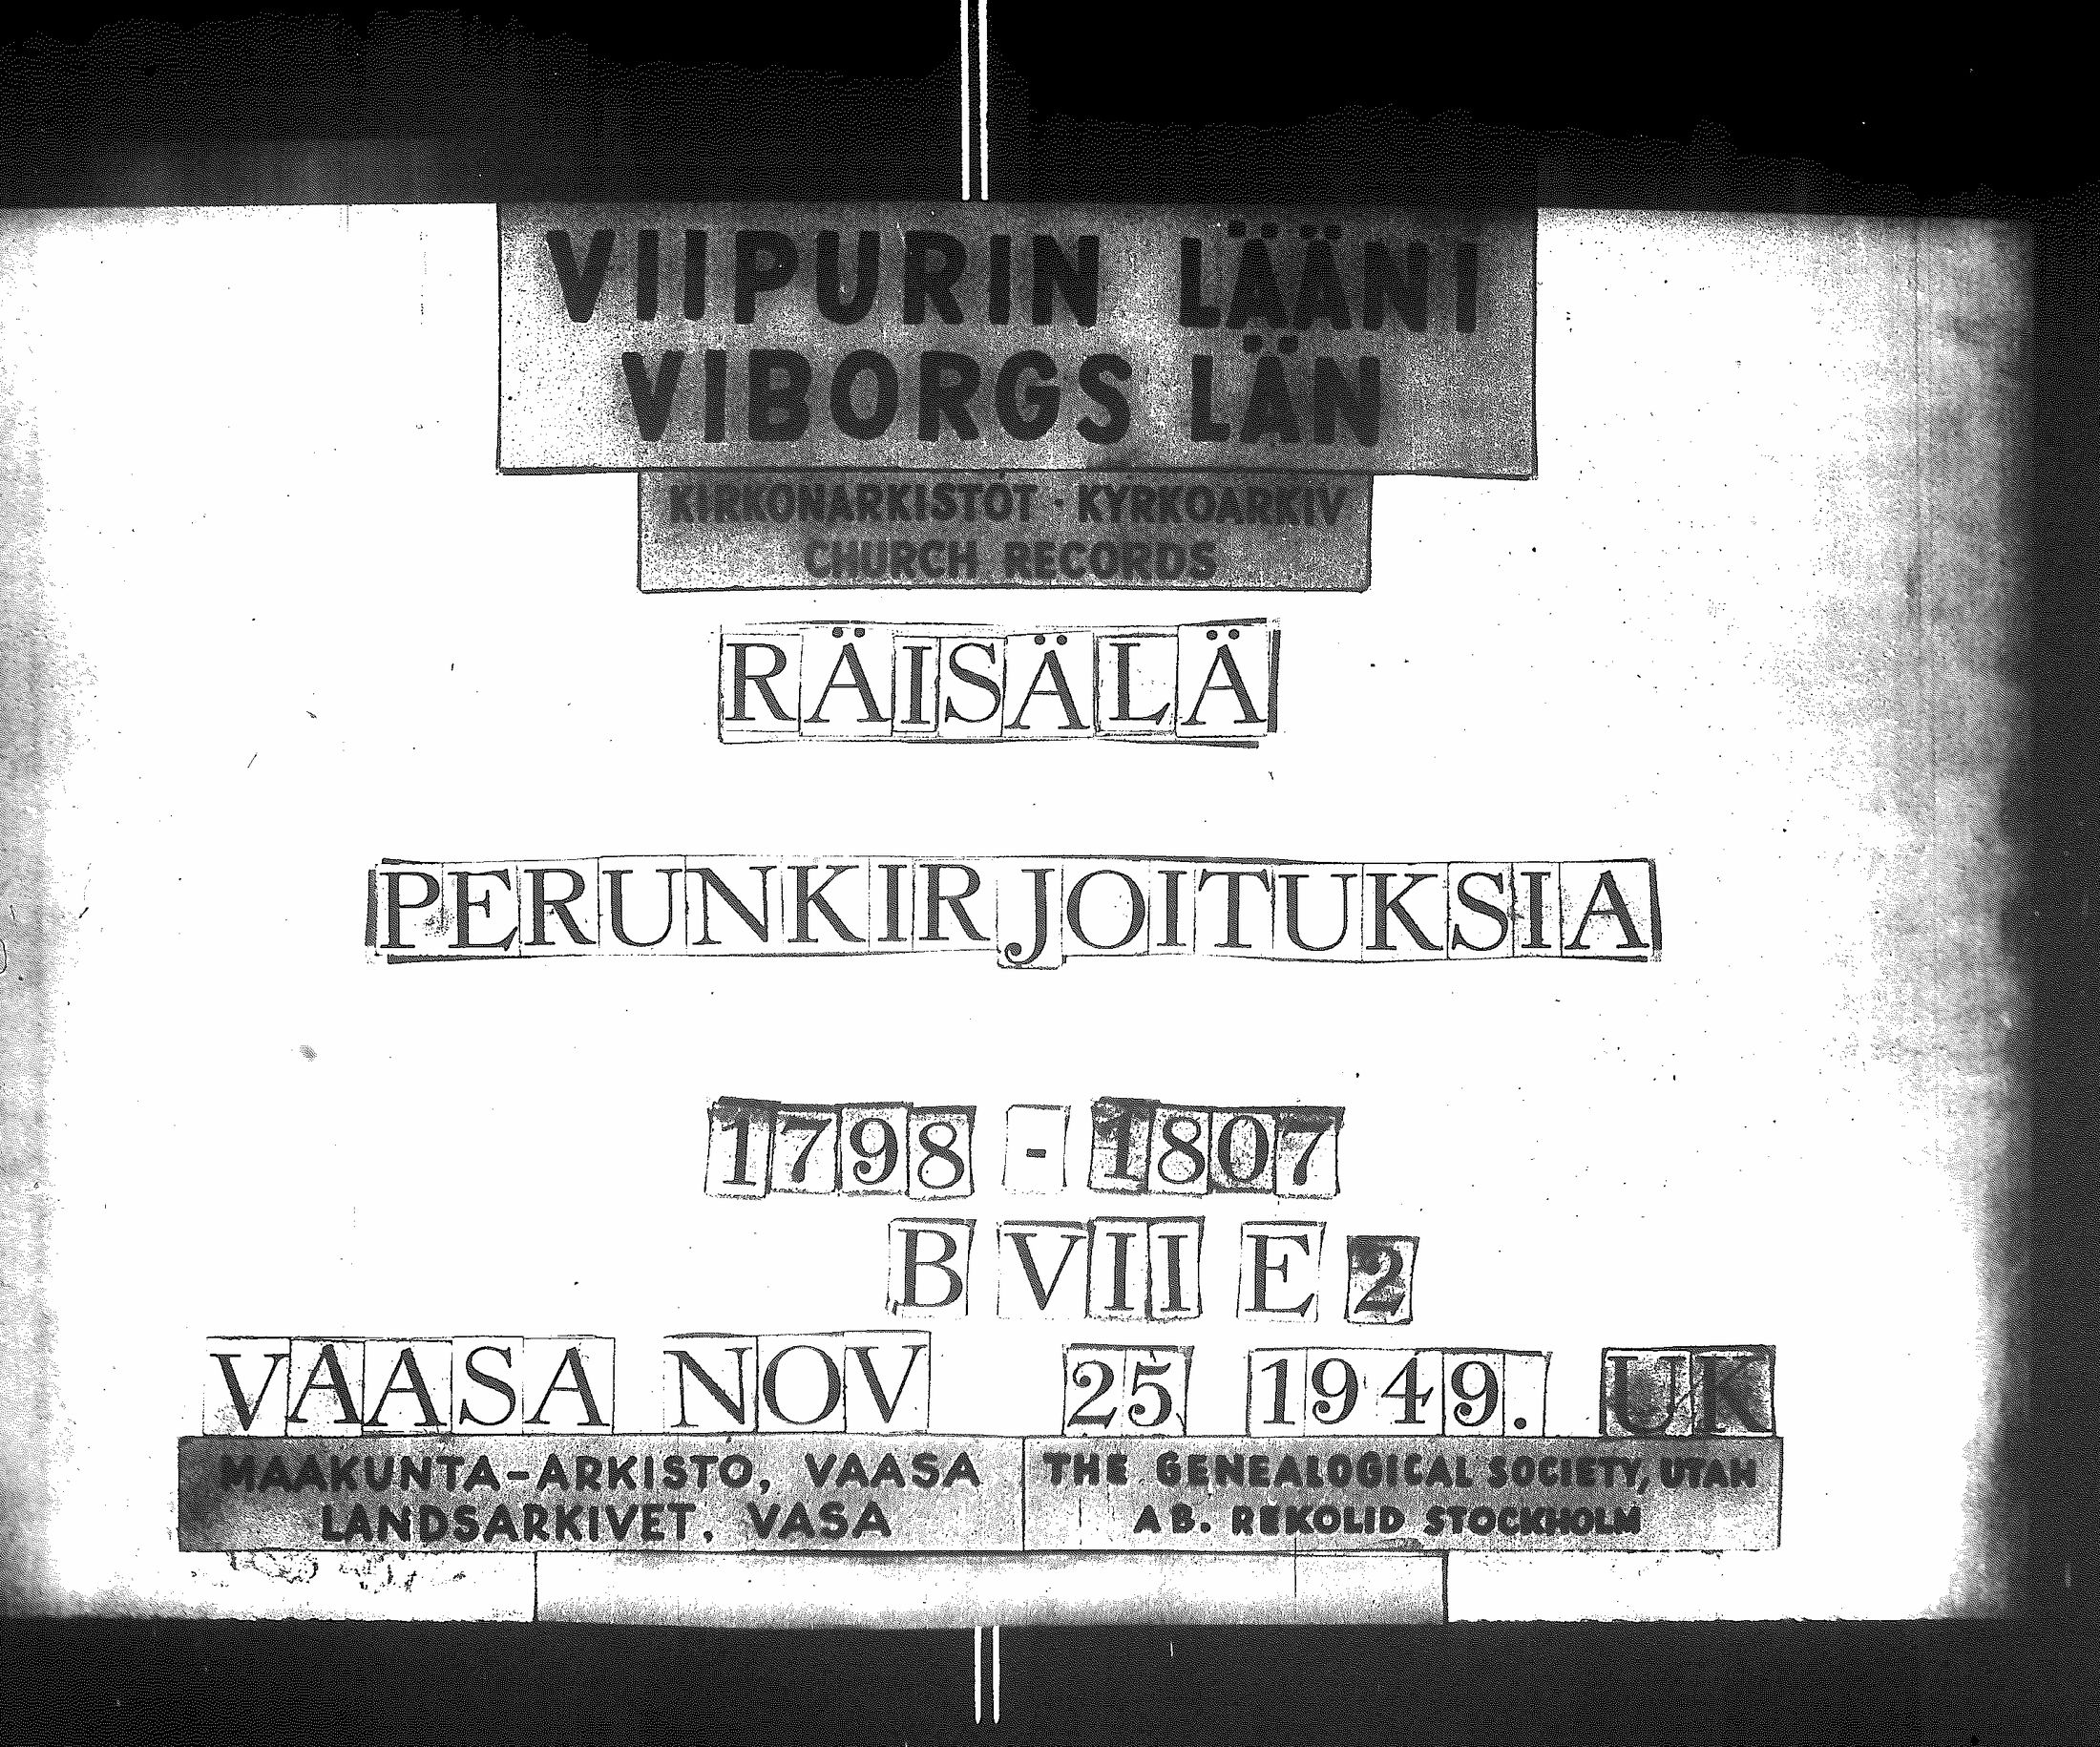 VIIPURIN LÄÄNI
VIBORGS LÄN
KIRKONARKISTOT · KYRKOARKIV
CHURCH RECORDS
RÄISÄLÄ
PERUNKIRJOITUKSIA
1798 - 1807
B VII E 2
VAASA NOV 25 1949. UK
MAAKUNTA-ARKISTO, VAASA
LANDSARKIVET, VASA
THE GENEALOGICAL SOCIETY, UTAH
AB. REKOLID STOCKHOLM